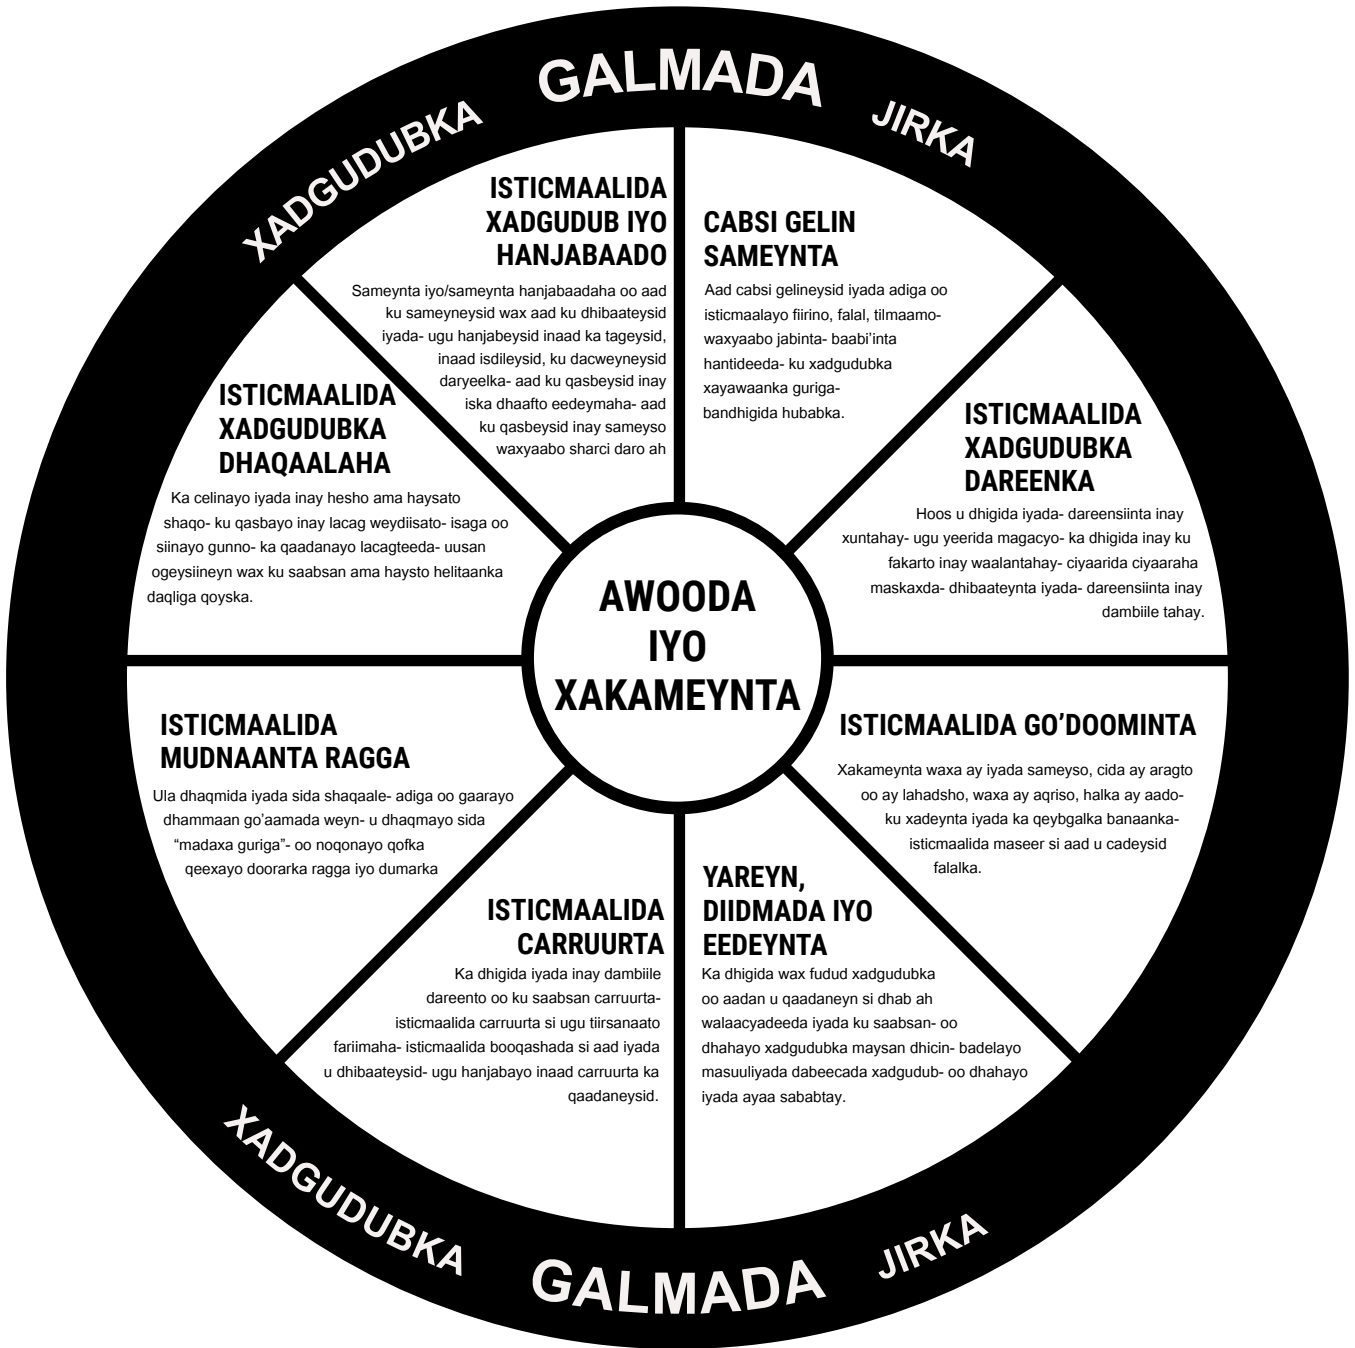 XADGUDUBKA GALMADA JIRKA
ISTICMAALIDA
XADGUDUB IYO
HANJABAADO
Sameynta iyo/sameynta hanjabaadaha oo aad
ku sameyneysid wax aad ku dhibaateysid
iyada- ugu hanjabeysid inaad ka tageysid,
inaad isdileysid, ku dacweyneysid
daryeelka- aad ku qasbeysid inay
iska dhaafto eedeymaha- aad
ku qasbeysid inay sameyso
waxyaabo sharci daro ah
CABSI GELIN
SAMEYNTA
Aad cabsi gelineysid iyada adiga oo
isticmaalayo fiirino, falal, tilmaamo-
waxyaabo jabinta- baabi’inta
hantideeda- ku xadgudubka
xayawaanka guriga-
bandhigida hubabka.
ISTICMAALIDA
XADGUDUBKA
DHAQAALAHA
Ka celinayo iyada inay hesho ama haysato
shaqo- ku qasbayo inay lacag weydiisato- isaga oo
siinayo gunno- ka qaadanayo lacagteeda- uusan
ogeysiineyn wax ku saabsan ama haysto helitaanka
daqliga qoyska.
ISTICMAALIDA
XADGUDUBKA
DAREENKA
Hoos u dhigida iyada- dareensiinta inay
xuntahay- ugu yeerida magacyo- ka dhigida inay ku
fakarto inay waalantahay- ciyaarida ciyaaraha
maskaxda- dhibaateynta iyada- dareensiinta inay
dambiile tahay.
AWOODA
IYO
XAKAMEYNTA
ISTICMAALIDA
MUDNAANTA RAGGA
Ula dhaqmida iyada sida shaqaale- adiga oo gaarayo
dhammaan go’aamada weyn- u dhaqmayo sida
“madaxa guriga”- oo noqonayo qofka
qeexayo doorarka ragga iyo dumarka
ISTICMAALIDA GO’DOOMINTA
Xakameynta waxa ay iyada sameyso, cida ay aragto
oo ay lahadsho, waxa ay aqriso, halka ay aado-
ku xadeynta iyada ka qeybgalka banaanka-
isticmaalida maseer si aad u cadeysid
falalka.
ISTICMAALIDA
CARRUURTA
Ka dhigida iyada inay dambiile
dareento oo ku saabsan carruurta-
isticmaalida carruurta si ugu tiirsanaato
fariimaha- isticmaalida booqashada si aad iyada
u dhibaateysid- ugu hanjabayo inaad carruurta ka
qaadaneysid.
YAREYN,
DIIDMADA IYO
EEDEYNTA
Ka dhigida wax fudud xadgudubka
oo aadan u qaadaneyn si dhab ah
walaacyadeeda iyada ku saabsan- oo
dhahayo xadgudubka maysan dhicin- badelayo
masuuliyada dabeecada xadgudub- oo dhahayo
iyada ayaa sababtay.
XADGUDUBKA GALMADA JIRKA